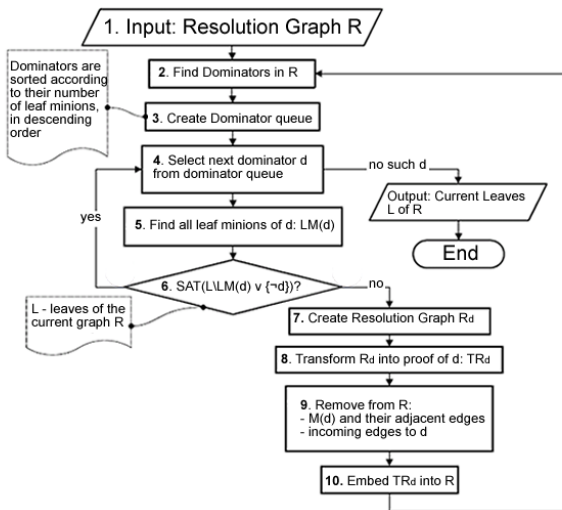 1. Input: Resolution Graph R
Dominators are
sorted according
to their number
of leaf minions,
in descending
order
2. Find Dominators in R
3. Create Dominator queue
4. Select next dominator d
from dominator queue
no such d
Output: Current Leaves
L of R
End
yes
5. Find all leaf minions of d: LM(d)
6. SAT(L\LM(d) v {¬d})?
no
L - leaves of the
current graph R
7. Create Resolution Graph Rd
8. Transform Rd into proof of d: TRd
9. Remove from R:
- M(d) and their adjacent edges
- incoming edges to d
10. Embed TRd into R